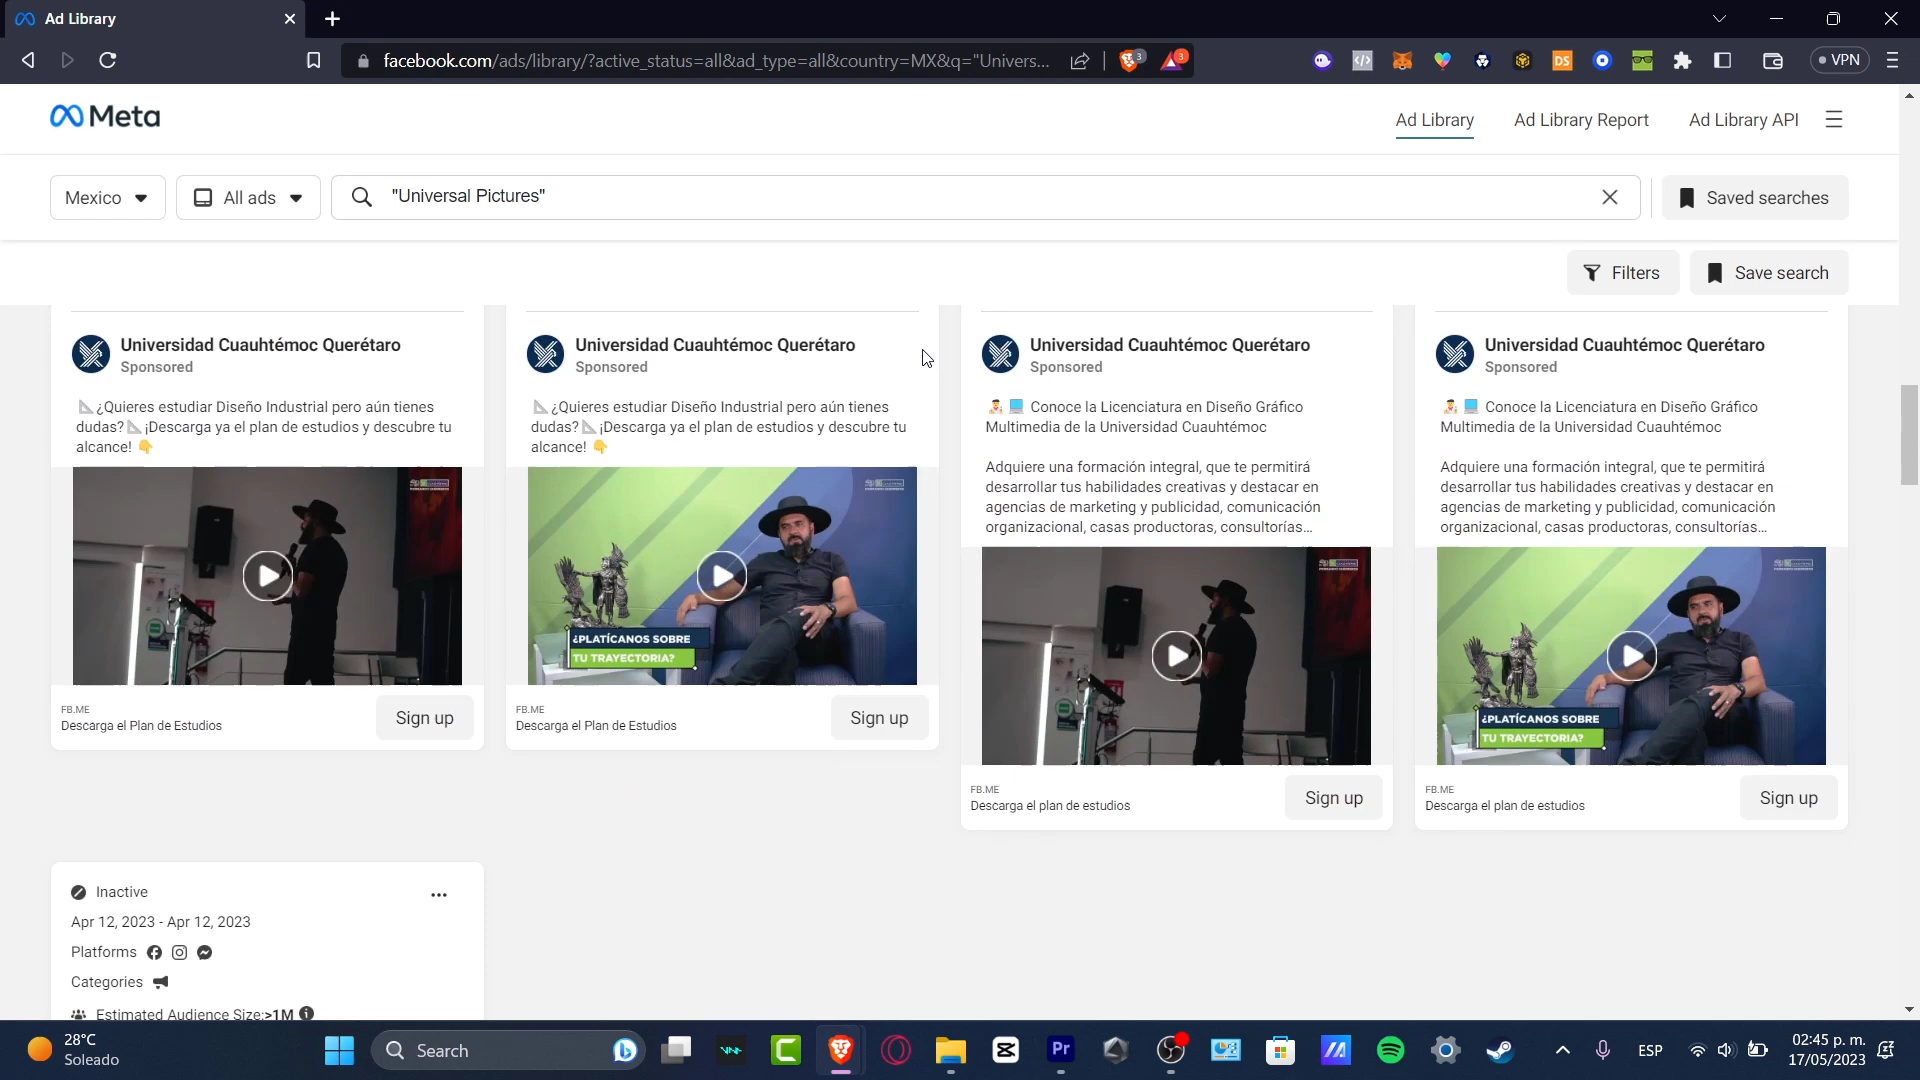 Ad Library
facebook.com/ads/library/?active_status=all&ad_type=all&country=MX&q="Univers...
3
3
DS
VPN
Meta
Ad Library
Ad Library Report
Ad Library API
Mexico
All ads
"Universal Pictures"
Saved searches
Filters
Save search
Universidad Cuauhtémoc Querétaro
Sponsored
📐¿Quieres estudiar Diseño Industrial pero aún tienes
dudas?📐¡Descarga ya el plan de estudios y descubre tu
alcance! 👇
FB.ME
Descarga el Plan de Estudios
Sign up
Universidad Cuauhtémoc Querétaro
Sponsored
📐¿Quieres estudiar Diseño Industrial pero aún tienes
dudas?📐¡Descarga ya el plan de estudios y descubre tu
alcance! 👇
¿PLATÍCANOS SOBRE
TU TRAYECTORIA?
FB.ME
Descarga el Plan de Estudios
Sign up
Universidad Cuauhtémoc Querétaro
Sponsored
👨‍🎨 💻 Conoce la Licenciatura en Diseño Gráfico
Multimedia de la Universidad Cuauhtémoc
Adquiere una formación integral, que te permitirá
desarrollar tus habilidades creativas y destacar en
agencias de marketing y publicidad, comunicación
organizacional, casas productoras, consultorías...
FB.ME
Descarga el plan de estudios
Sign up
Universidad Cuauhtémoc Querétaro
Sponsored
👨‍🎨 💻 Conoce la Licenciatura en Diseño Gráfico
Multimedia de la Universidad Cuauhtémoc
Adquiere una formación integral, que te permitirá
desarrollar tus habilidades creativas y destacar en
agencias de marketing y publicidad, comunicación
organizacional, casas productoras, consultorías...
¿PLATÍCANOS SOBRE
TU TRAYECTORIA?
FB.ME
Descarga el plan de estudios
Sign up
Inactive
Apr 12, 2023 - Apr 12, 2023
Platforms
Categories
Estimated Audience Size:>1M
28°C
Soleado
Search
Pr
ESP
02:45 p. m.
17/05/2023